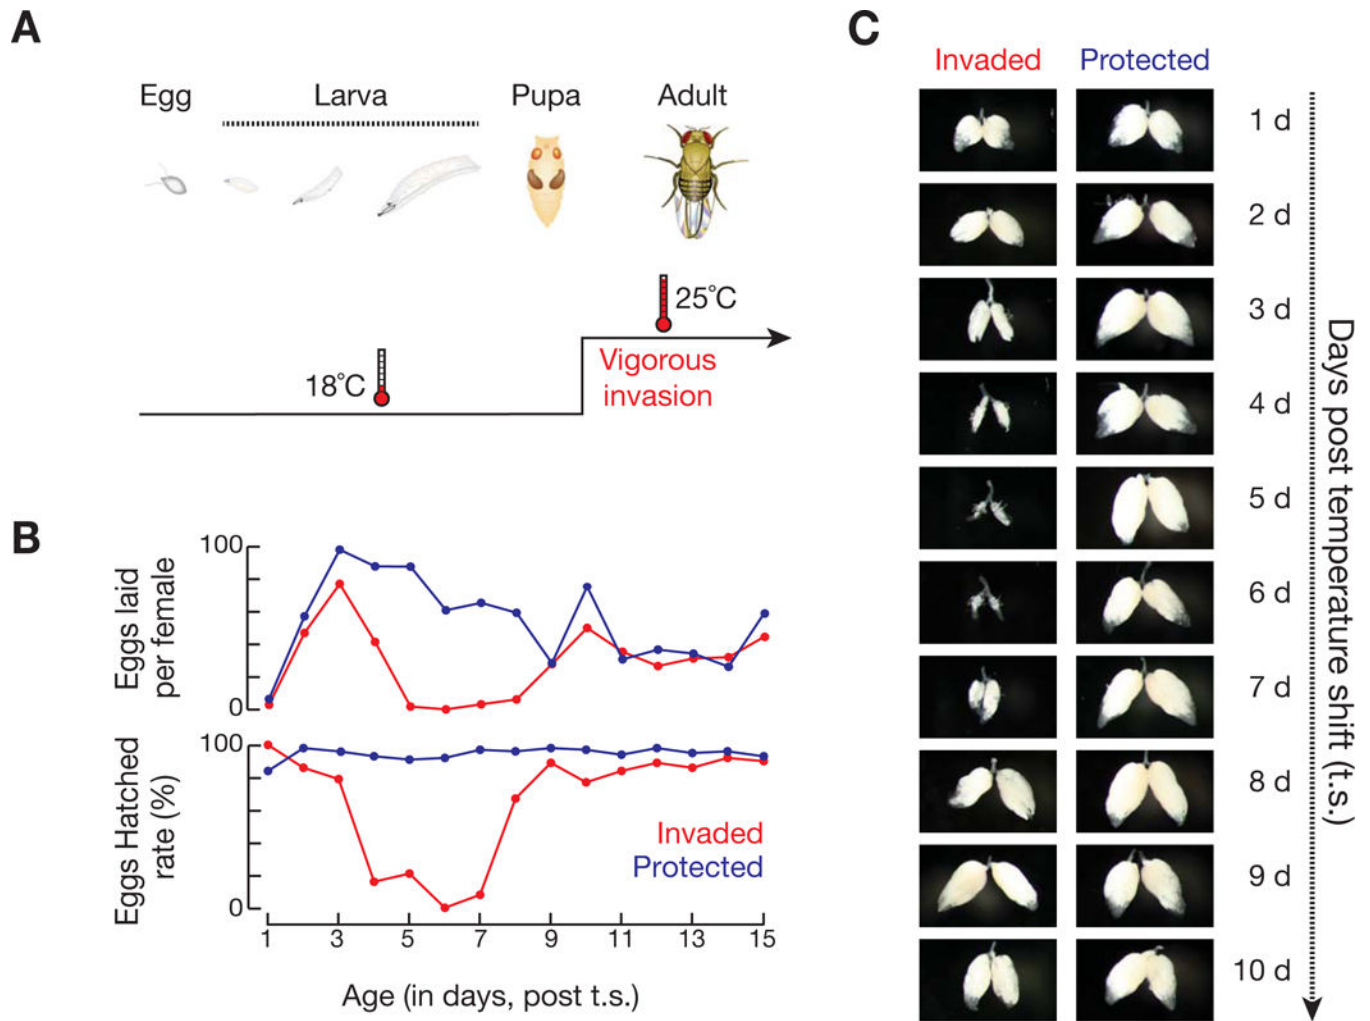 A
Egg
Larva
Pupa
Adult
18°C
25°C
Vigorous
invasion
B
Eggs laid
per female
100
0
Eggs Hatched
rate (%)
100
0
Invaded
Protected
1
3
5
7
9
11
13
15
Age (in days, post t.s.)
C
Invaded
Protected
1 d
2 d
3 d
4 d
5 d
6 d
7 d
8 d
9 d
10 d
Days post temperature shift (t.s.)